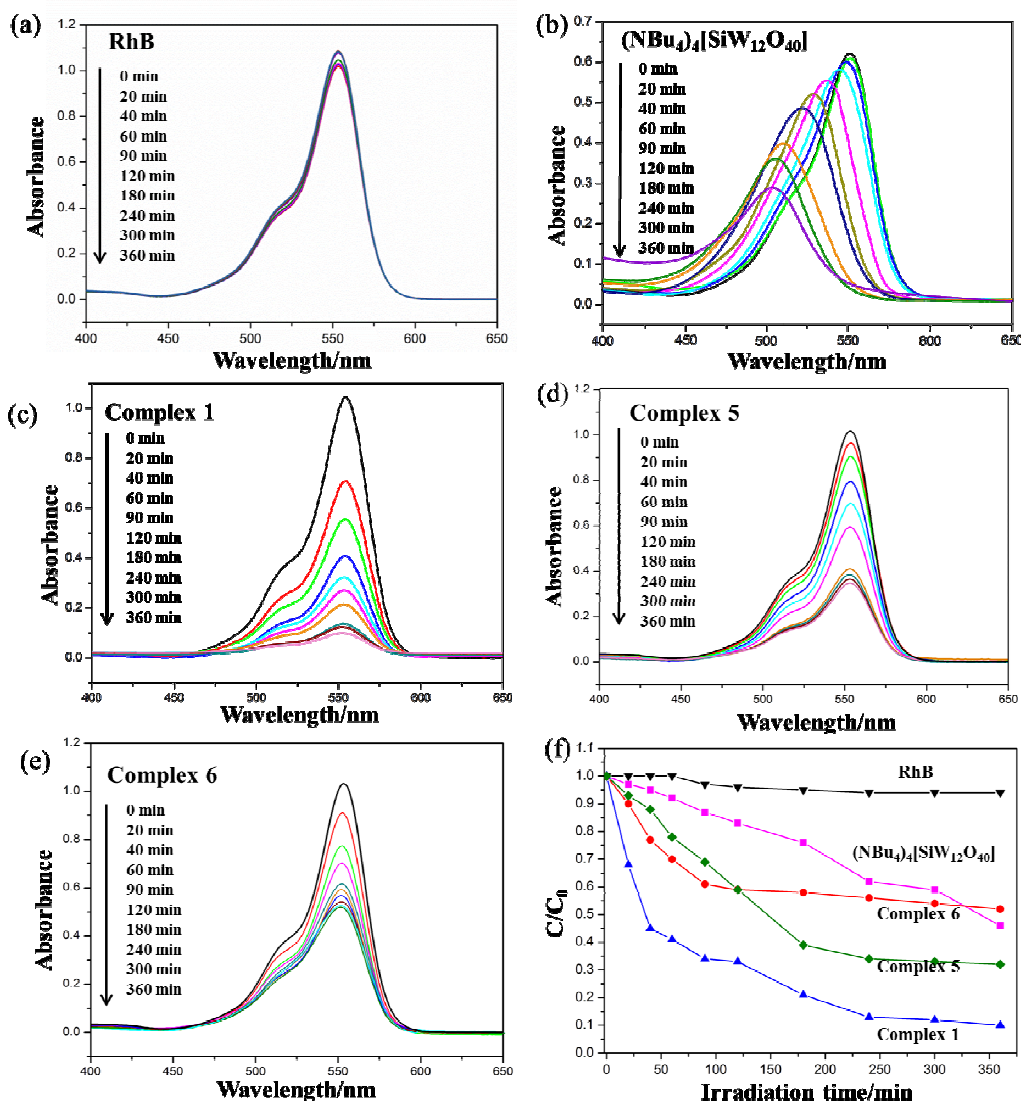 (a)
RhB
0 min
20 min
40 min
60 min
90 min
120 min
180 min
240 min
300 min
360 min
1.2
1.0
0.8
0.6
0.4
0.2
0.0
Absorbance
400 450 500 550 600 650
Wavelength/nm
(b)
(NBu4)4[SiW12O40]
0 min
20 min
40 min
60 min
90 min
120 min
180 min
240 min
300 min
360 min
0.7
0.6
0.5
0.4
0.3
0.2
0.1
0.0
Absorbance
400 450 500 550 600 650
Wavelength/nm
(c)
Complex 1
0 min
20 min
40 min
60 min
90 min
120 min
180 min
240 min
300 min
360 min
1.0
0.8
0.6
0.4
0.2
0.0
Absorbance
400 450 500 550 600 650
Wavelength/nm
(d)
Complex 5
0 min
20 min
40 min
60 min
90 min
120 min
180 min
240 min
300 min
360 min
1.2
1.0
0.8
0.6
0.4
0.2
0.0
Absorbance
400 450 500 550 600 650
Wavelength/nm
(e)
Complex 6
0 min
20 min
40 min
60 min
90 min
120 min
180 min
240 min
300 min
360 min
1.2
1.0
0.8
0.6
0.4
0.2
0.0
Absorbance
400 450 500 550 600 650
Wavelength/nm
(f)
RhB
(NBu4)4[SiW12O40]
Complex 6
Complex 5
Complex 1
1.1
1.0
0.9
0.8
0.7
0.6
0.5
0.4
0.3
0.2
0.1
0.0
C/C0
0 50 100 150 200 250 300 350
Irradiation time/min